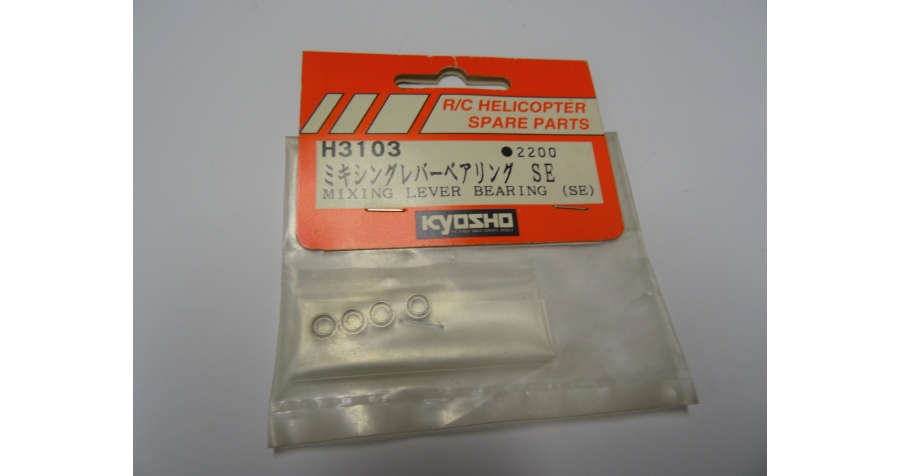 R/C HELICOPTER
SPARE PARTS
H3103 ●2200
ミキシングレバーベアリング SE
MIXING LEVER BEARING (SE)
KYOSHO